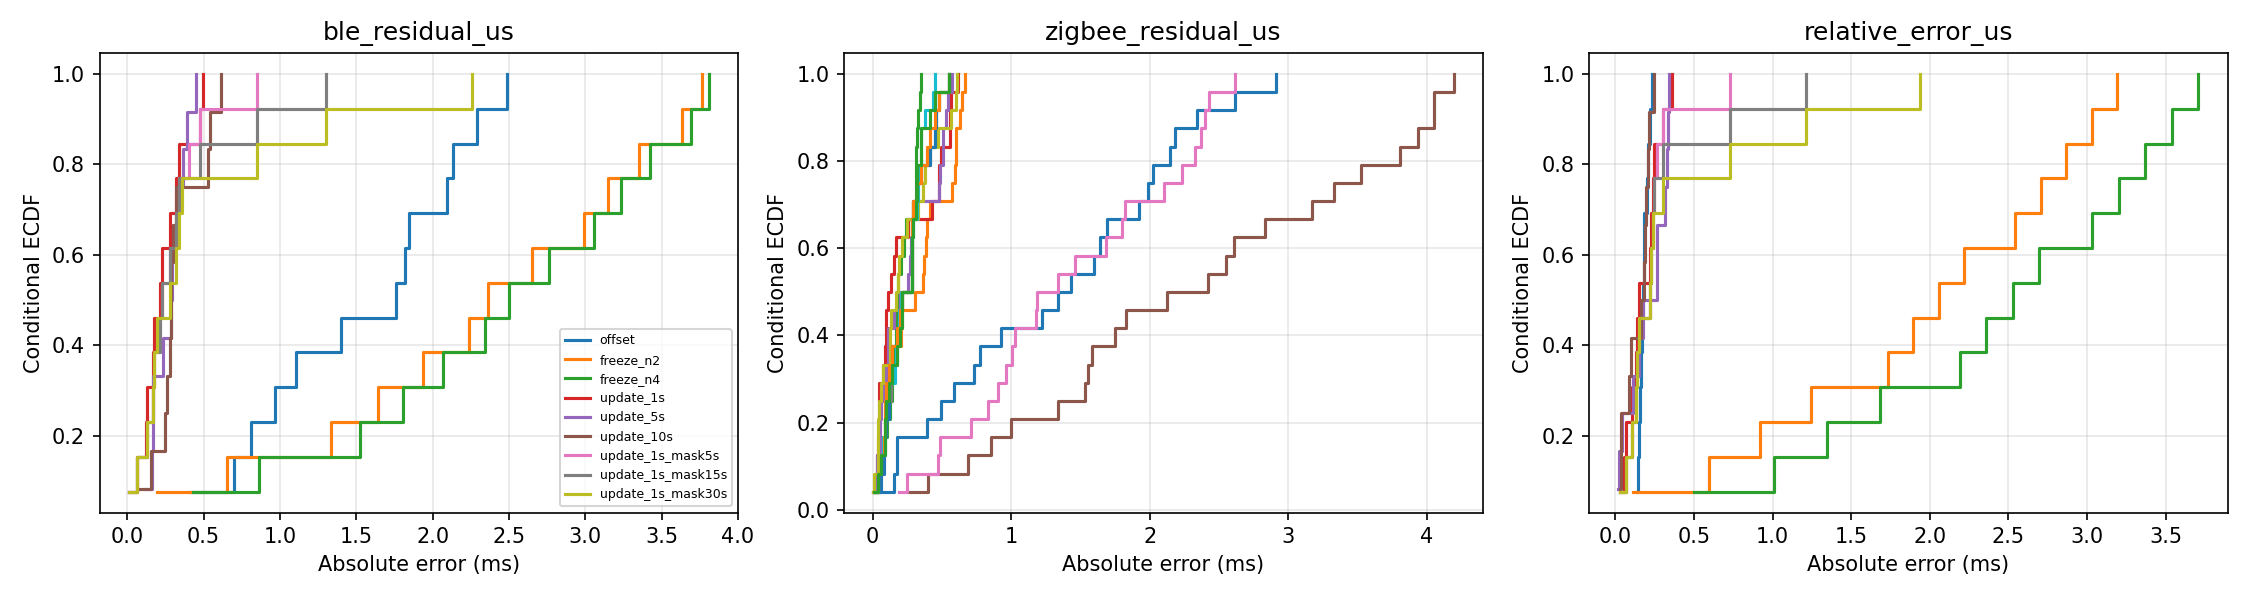 ble_residual_us
zigbee_residual_us
relative_error_us
Conditional ECDF
1.0
0.8
0.6
0.4
0.2
0.0
0.5
1.0
1.5
2.0
2.5
3.0
3.5
4.0
Absolute error (ms)
offset
freeze_n2
freeze_n4
update_1s
update_5s
update_10s
update_1s_mask5s
update_1s_mask15s
update_1s_mask30s
Conditional ECDF
1.0
0.8
0.6
0.4
0.2
0.0
0
1
2
3
4
Absolute error (ms)
Conditional ECDF
1.0
0.8
0.6
0.4
0.2
0.0
0.5
1.0
1.5
2.0
2.5
3.0
3.5
Absolute error (ms)